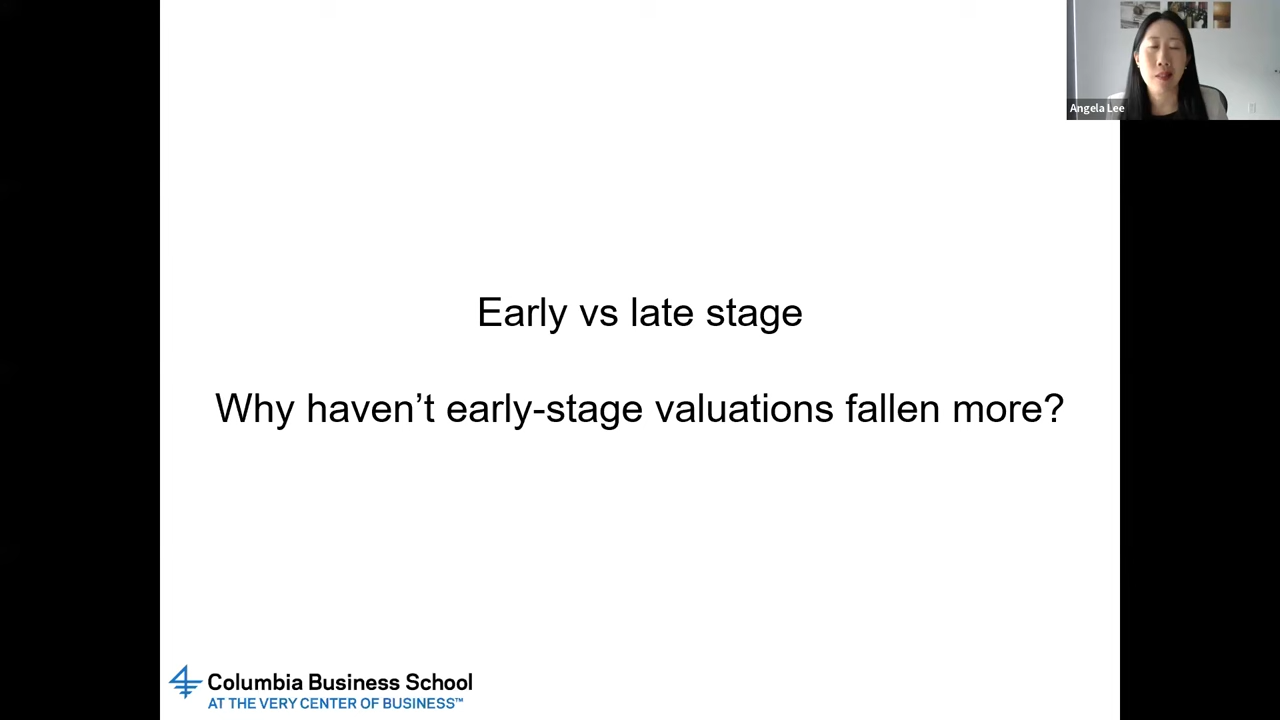 Angela Lee
Early vs late stage
Why haven’t early-stage valuations fallen more?
Columbia Business School
AT THE VERY CENTER OF BUSINESS™